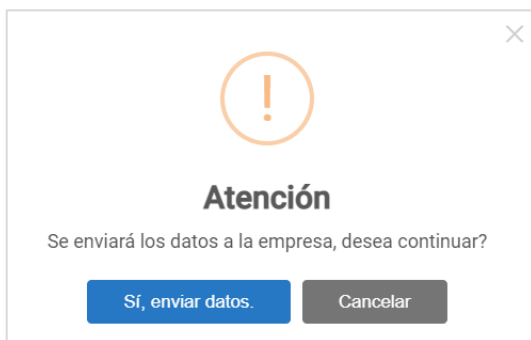 Atención
Se enviará los datos a la empresa, desea continuar?
Sí, enviar datos.
Cancelar